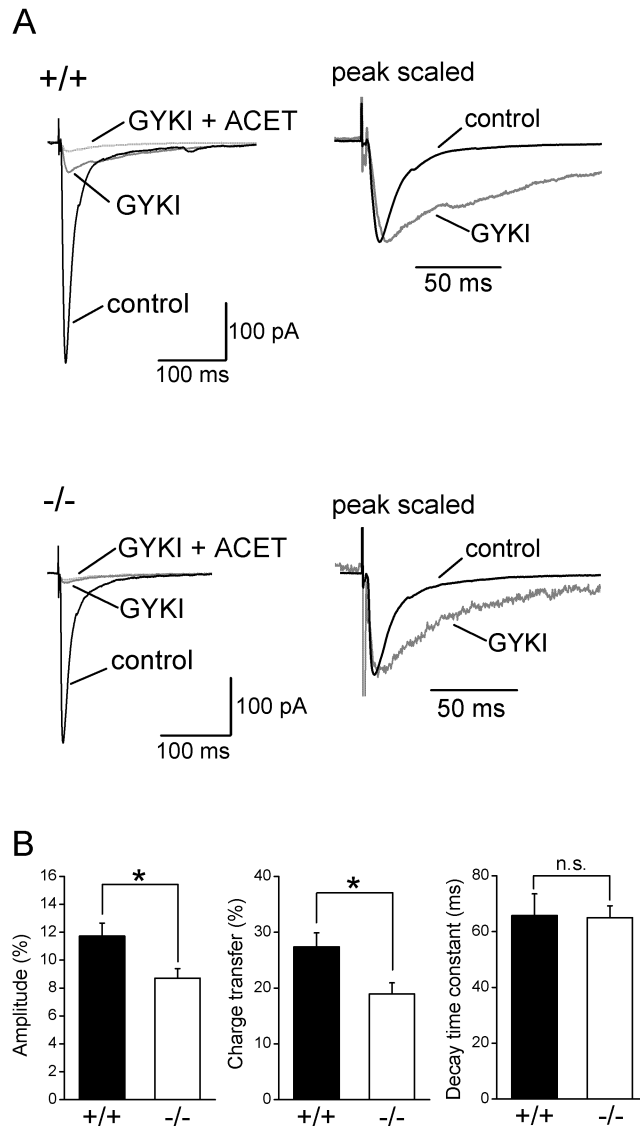 A
+/+
peak scaled
GYKI + ACET
control
GYKI
GYKI
50 ms
control
100 pA
100 ms
-/-
peak scaled
GYKI + ACET
control
GYKI
GYKI
control
50 ms
100 pA
100 ms
B
Amplitude (%)
16
14
12
10
8
6
4
2
0
*
+/+ -/-
Charge transfer (%)
40
30
20
10
0
*
+/+ -/-
Decay time constant (ms)
80
60
40
20
0
n.s.
+/+ -/-